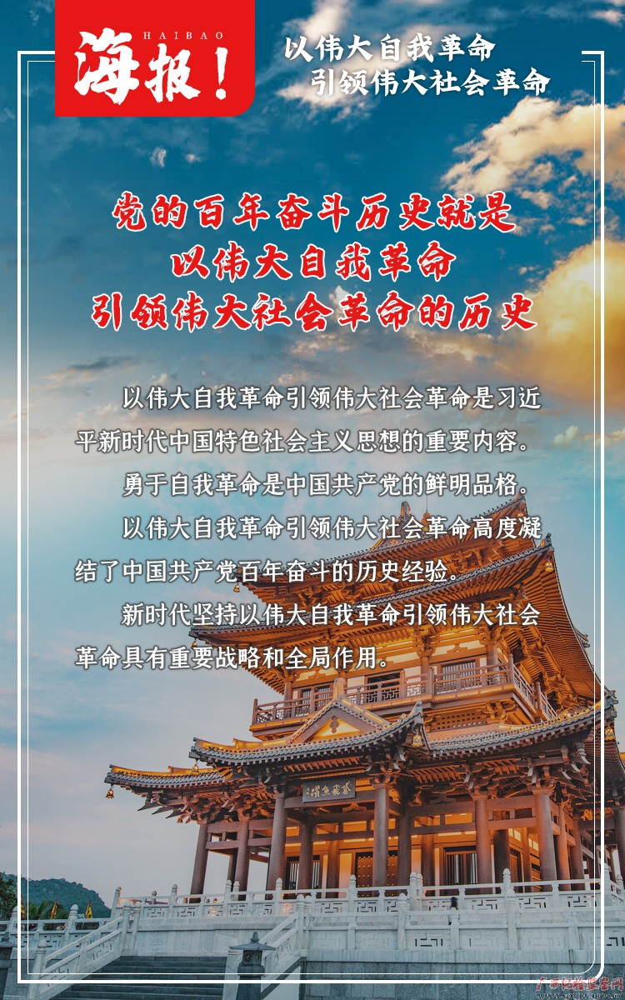 HAIBAO
海报！
以伟大自我革命
引领伟大社会革命
党的百年奋斗历史就是
以伟大自我革命
引领伟大社会革命的历史
以伟大自我革命引领伟大社会革命是习近
平新时代中国特色社会主义思想的重要内容。
勇于自我革命是中国共产党的鲜明品格。
以伟大自我革命引领伟大社会革命高度凝
结了中国共产党百年奋斗的历史经验。
新时代坚持以伟大自我革命引领伟大社会
革命具有重要战略和全局作用。
广西纪检监察网